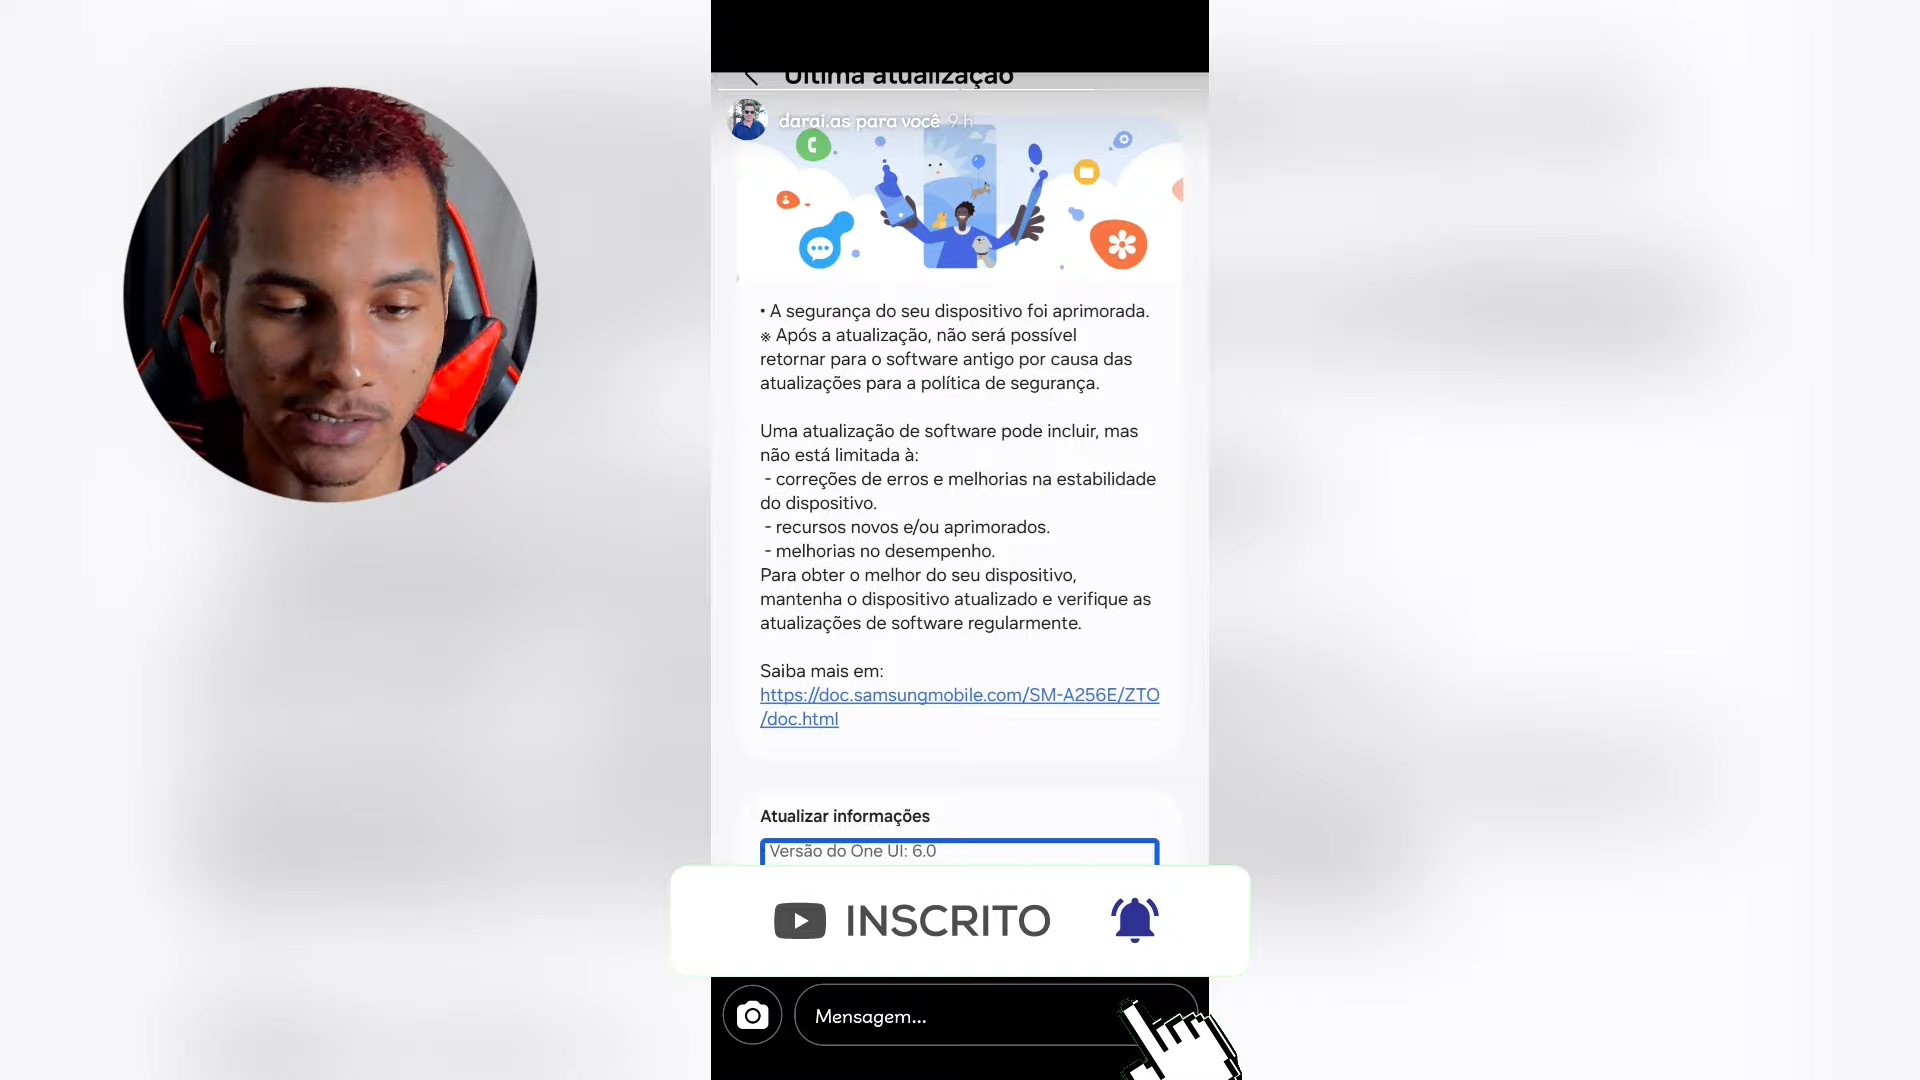 Última atualização
darai.as para você 9 h
• A segurança do seu dispositivo foi aprimorada.
※ Após a atualização, não será possível
retornar para o software antigo por causa das
atualizações para a política de segurança.
Uma atualização de software pode incluir, mas
não está limitada à:
- correções de erros e melhorias na estabilidade
do dispositivo.
- recursos novos e/ou aprimorados.
- melhorias no desempenho.
Para obter o melhor do seu dispositivo,
mantenha o dispositivo atualizado e verifique as
atualizações de software regularmente.
Saiba mais em:
https://doc.samsungmobile.com/SM-A256E/ZTO
/doc.html
Atualizar informações
Versão do One UI: 6.0
INSCRITO
Mensagem...